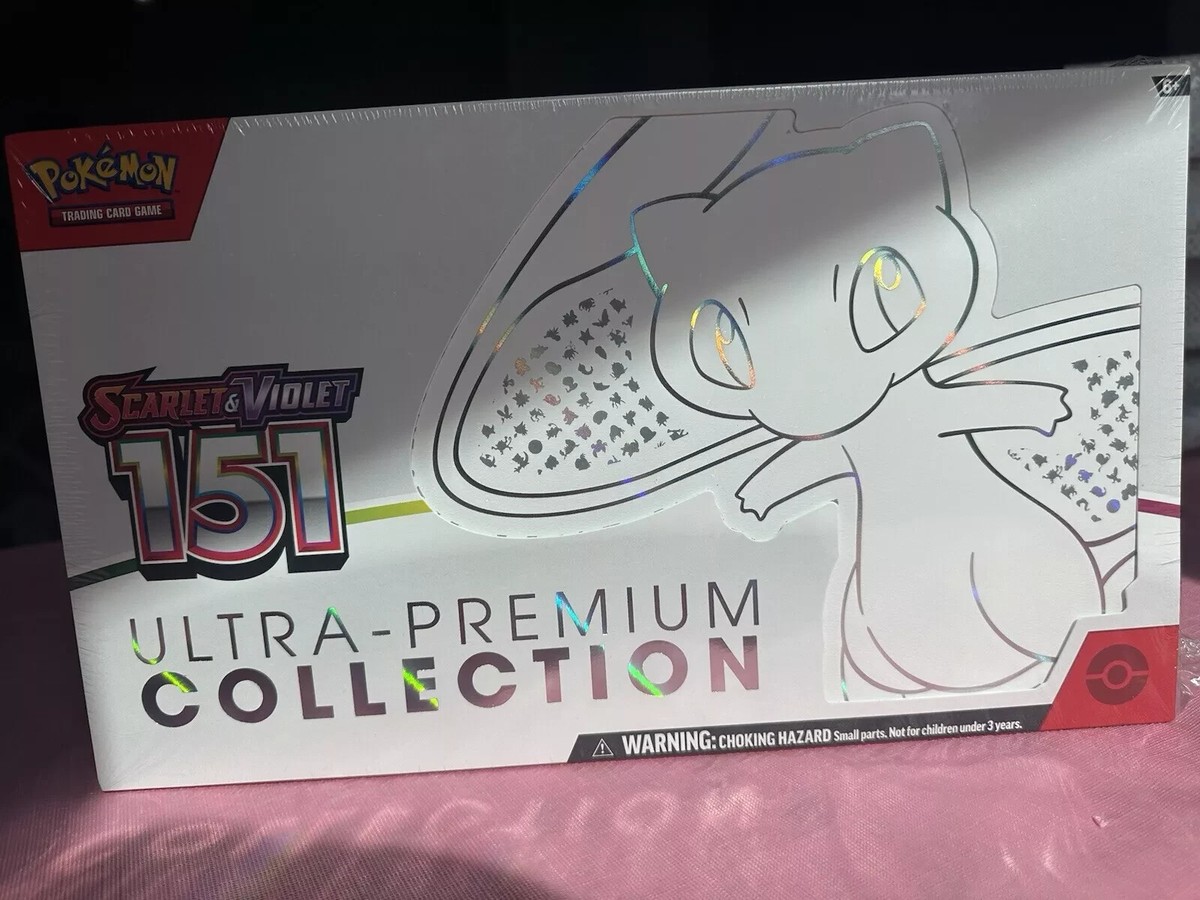 6+
POKéMON
TRADING CARD GAME
SCARLET & VIOLET
151
ULTRA-PREMIUM
COLLECTION
WARNING: CHOKING HAZARD Small parts. Not for children under 3 years.